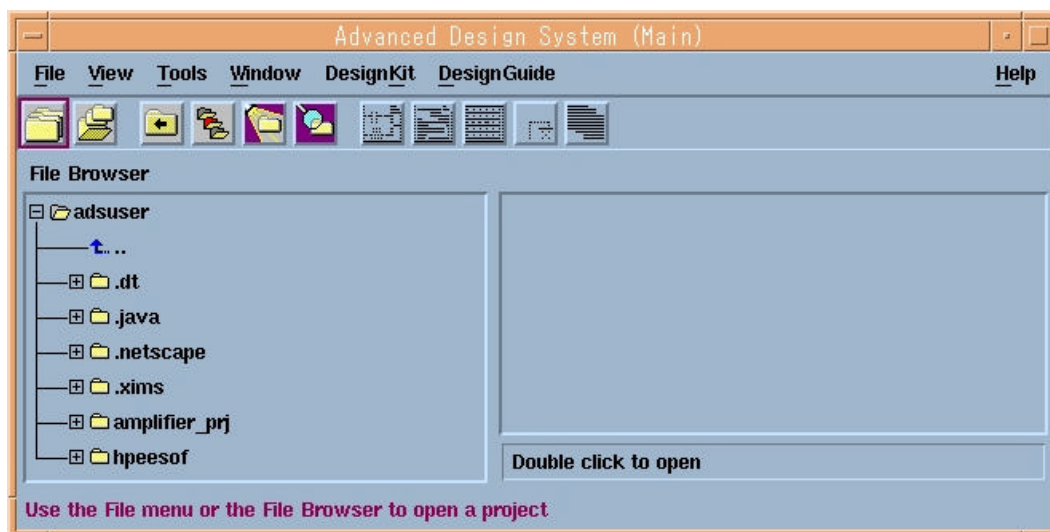 Advanced Design System (Main)
File View Tools Window DesignKit DesignGuide Help
File Browser
adsuser
..
.dt
.java
.netscape
.xims
amplifier_prj
hpeesof
Double click to open
Use the File menu or the File Browser to open a project